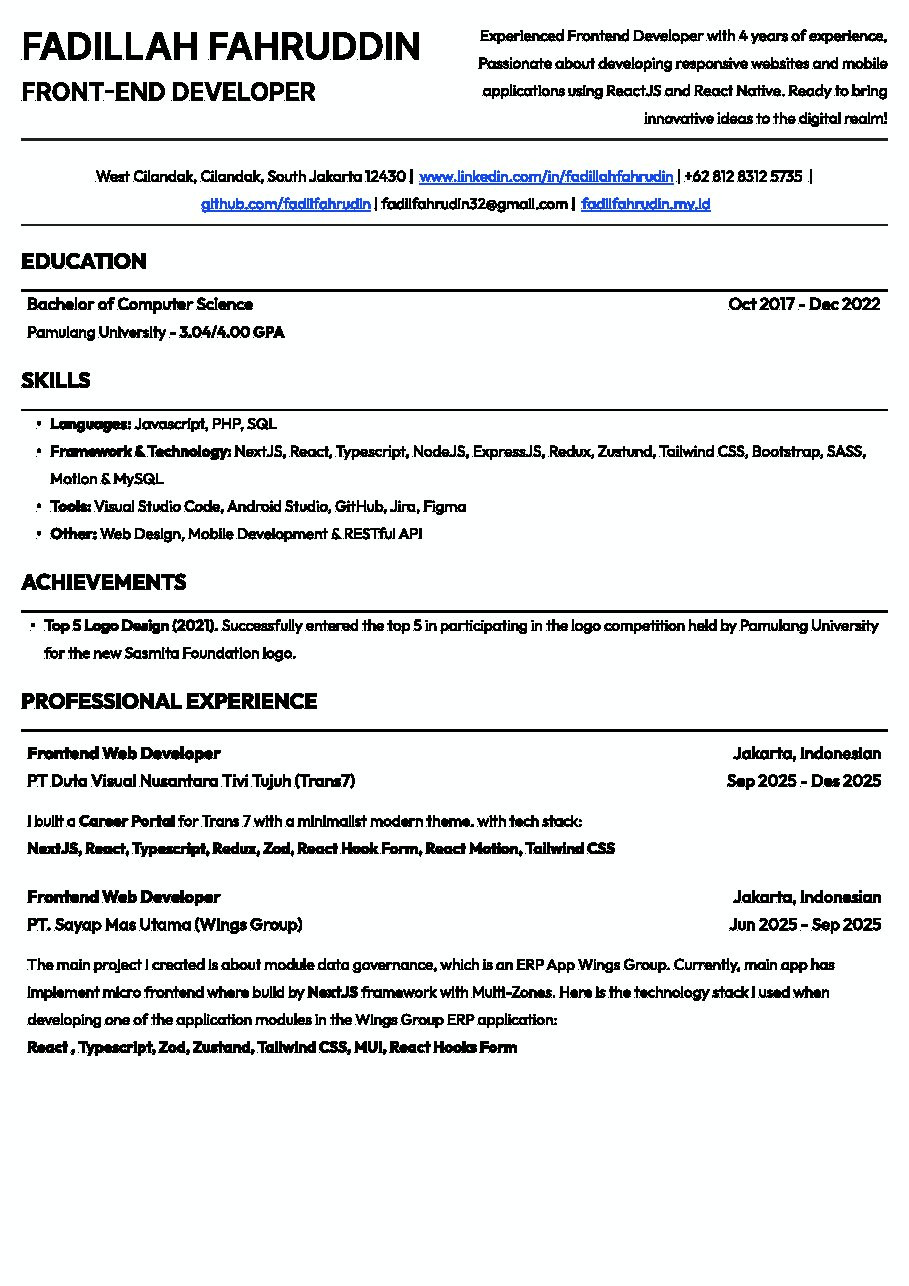 FADILLAH FAHRUDDIN
FRONT-END DEVELOPER
Experienced Frontend Developer with 4 years of experience,
Passionate about developing responsive websites and mobile
applications using ReactJS and React Native. Ready to bring
innovative ideas to the digital realm!
West Cilandak, Cilandak, South Jakarta 12430 | www.linkedin.com/in/fadillahfahrudin | +62 812 8312 5735 |
github.com/fadilfahrudin | fadilfahrudin32@gmail.com | fadilfahrudin.my.id
EDUCATION
Bachelor of Computer Science Oct 2017 - Dec 2022
Pamulang University - 3.04/4.00 GPA
SKILLS
• Languages: Javascript, PHP, SQL
• Framework & Technology: NextJS, React, Typescript, NodeJS, ExpressJS, Redux, Zustund, Tailwind CSS, Bootstrap, SASS,
Motion & MySQL
• Tools: Visual Studio Code, Android Studio, GitHub, Jira, Figma
• Other: Web Design, Mobile Development & RESTful API
ACHIEVEMENTS
• Top 5 Logo Design (2021). Successfully entered the top 5 in participating in the logo competition held by Pamulang University
for the new Sasmita Foundation logo.
PROFESSIONAL EXPERIENCE
Frontend Web Developer Jakarta, Indonesian
PT Duta Visual Nusantara Tivi Tujuh (Trans7) Sep 2025 - Des 2025
I built a Career Portal for Trans 7 with a minimalist modern theme. with tech stack:
NextJS, React, Typescript, Redux, Zod, React Hook Form, React Motion, Tailwind CSS
Frontend Web Developer Jakarta, Indonesian
PT. Sayap Mas Utama (Wings Group) Jun 2025 - Sep 2025
The main project I created is about module data governance, which is an ERP App Wings Group. Currently, main app has
implement micro frontend where build by NextJS framework with Multi-Zones. Here is the technology stack I used when
developing one of the application modules in the Wings Group ERP application:
React , Typescript, Zod, Zustand, Tailwind CSS, MUI, React Hooks Form